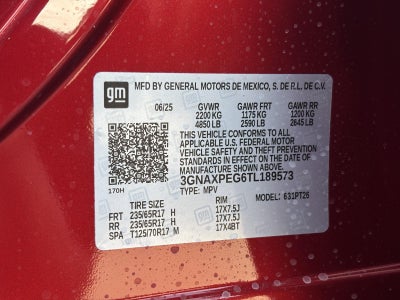 gm
MFD BY GENERAL MOTORS DE MEXICO, S. DE R.L. DE C.V.
06/25 GVWR GAWR FRT GAWR RR
2200 KG 1175 KG 1200 KG
4850 LB 2590 LB 2645 LB
THIS VEHICLE CONFORMS TO ALL
APPLICABLE U.S. FEDERAL MOTOR
VEHICLE SAFETY AND THEFT PREVENTION
STANDARDS IN EFFECT ON THE DATE OF
MANUFACTURE SHOWN ABOVE.
170H
3GNAXPEG6TL189573
TYPE: MPV MODEL: 631PT26
TIRE SIZE RIM
FRT 235/65R17 H 17X7.5J
RR 235/65R17 H 17X7.5J
SPA T125/70R17 M 17X4BT